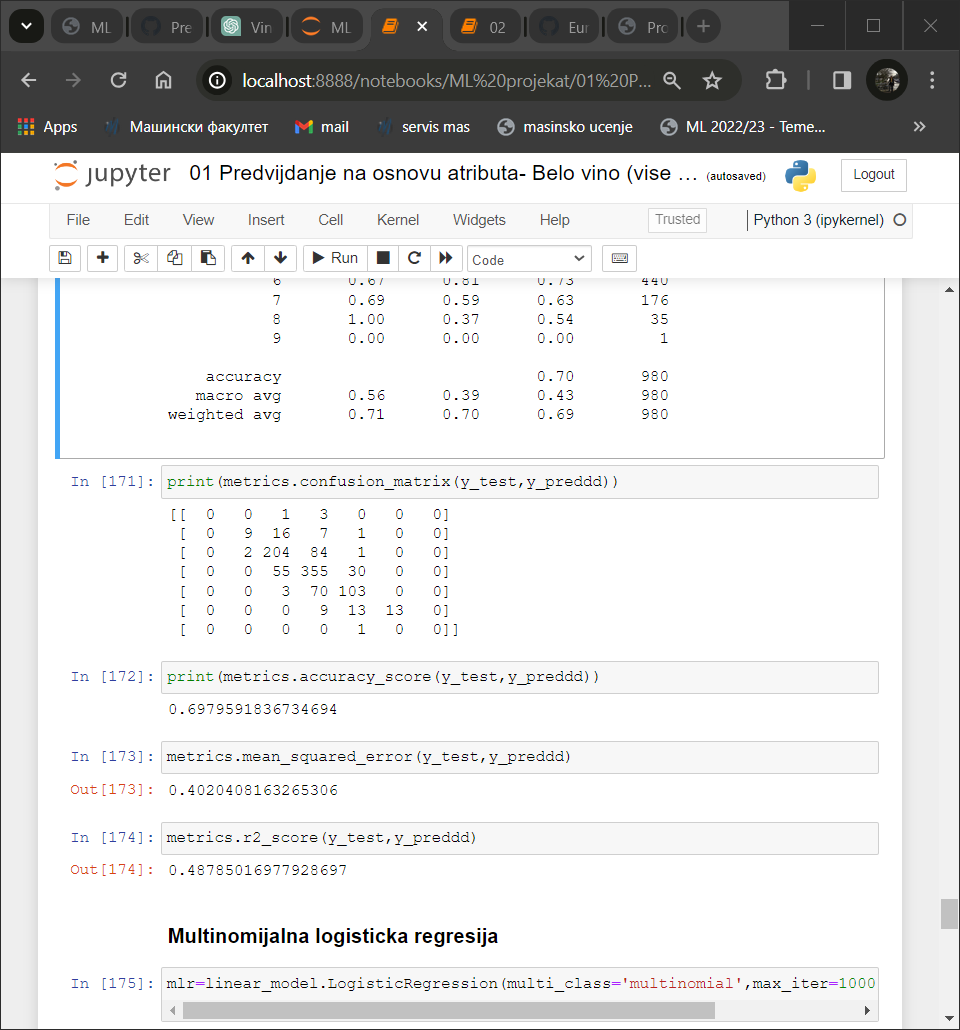 ML
Pre
Vin
ML
02
Eur
Pro
localhost:8888/notebooks/ML%20projekat/01%20P...
Apps
Машински факултет
mail
servis mas
masinsko ucenje
ML 2022/23 - Teme...
jupyter
01 Predvijdanje na osnovu atributa- Belo vino (vise ...
(autosaved)
Logout
File Edit View Insert Cell Kernel Widgets Help
Trusted
Python 3 (ipykernel)
Run
Code
6 0.67 0.81 0.73 440
7 0.69 0.59 0.63 176
8 1.00 0.37 0.54 35
9 0.00 0.00 0.00 1
accuracy 0.70 980
macro avg 0.56 0.39 0.43 980
weighted avg 0.71 0.70 0.69 980
In [171]: print(metrics.confusion_matrix(y_test,y_preddd))
[[ 0 0 1 3 0 0 0]
[ 0 9 16 7 1 0 0]
[ 0 2 204 84 1 0 0]
[ 0 0 55 355 30 0 0]
[ 0 0 3 70 103 0 0]
[ 0 0 0 9 13 13 0]
[ 0 0 0 0 1 0 0]]
In [172]: print(metrics.accuracy_score(y_test,y_preddd))
0.6979591836734694
In [173]: metrics.mean_squared_error(y_test,y_preddd)
Out[173]: 0.4020408163265306
In [174]: metrics.r2_score(y_test,y_preddd)
Out[174]: 0.48785016977928697
Multinomijalna logisticka regresija
In [175]: mlr=linear_model.LogisticRegression(multi_class='multinomial',max_iter=1000